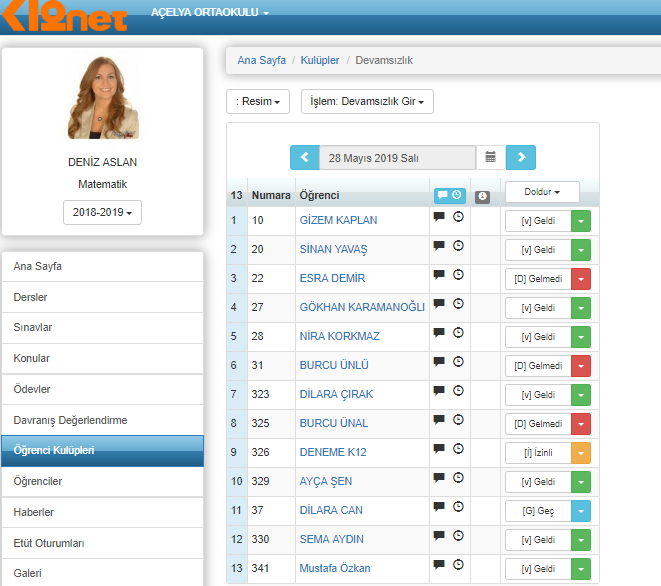 K12net
AÇELYA ORTAOKULU
DENİZ ASLAN
Matematik
2018-2019
Ana Sayfa
Dersler
Sınavlar
Konular
Ödevler
Davranış Değerlendirme
Öğrenci Kulüpleri
Öğrenciler
Haberler
Etüt Oturumları
Galeri
Ana Sayfa / Kulüpler / Devamsızlık
: Resim İşlem: Devamsızlık Gir
28 Mayıs 2019 Salı
13 Numara Öğrenci Doldur
1 10 GİZEM KAPLAN [v] Geldi
2 20 SİNAN YAVAŞ [v] Geldi
3 22 ESRA DEMİR [D] Gelmedi
4 27 GÖKHAN KARAMANOĞLI [v] Geldi
5 28 NİRA KORKMAZ [v] Geldi
6 31 BURCU ÜNLÜ [D] Gelmedi
7 323 DİLARA ÇIRAK [v] Geldi
8 325 BURCU ÜNAL [D] Gelmedi
9 326 DENEME K12 [İ] İzinli
10 329 AYÇA ŞEN [v] Geldi
11 37 DİLARA CAN [G] Geç
12 330 SEMA AYDIN [v] Geldi
13 341 Mustafa Özkan [v] Geldi